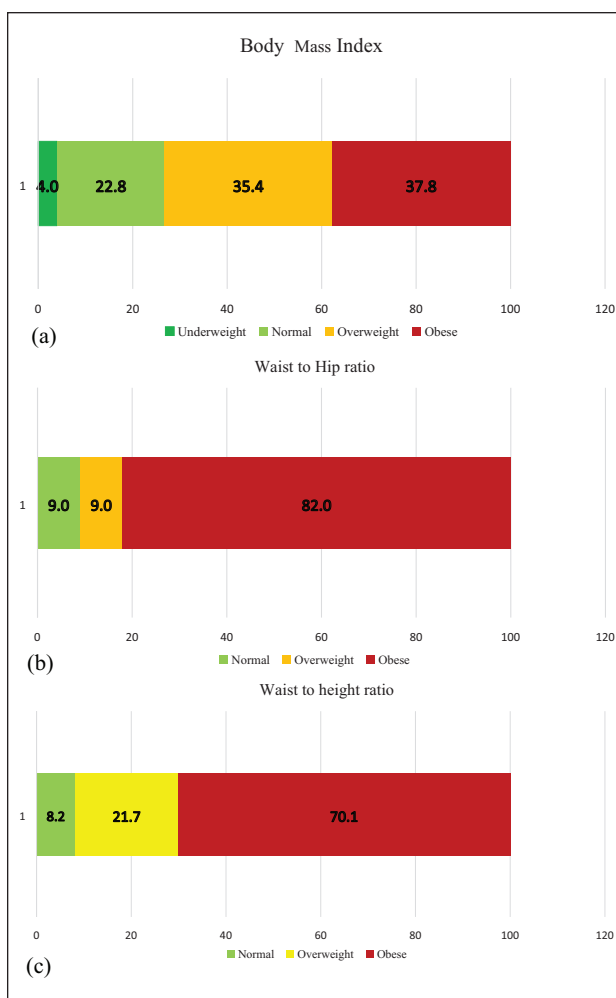 Body Mass Index
1 4.0 22.8 35.4 37.8
0 20 40 60 80 100 120
(a) Underweight Normal Overweight Obese
Waist to Hip ratio
1 9.0 9.0 82.0
0 20 40 60 80 100 120
(b) Normal Overweight Obese
Waist to height ratio
1 8.2 21.7 70.1
0 20 40 60 80 100 120
(c) Normal Overweight Obese